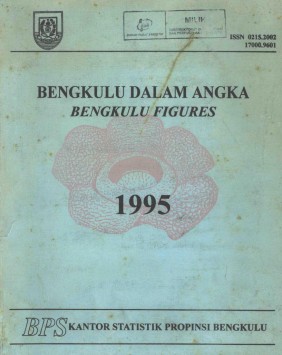 ISSN 0215.2002
17000.9601
BENGKULU DALAM ANGKA
BENGKULU FIGURES
1995
BPS KANTOR STATISTIK PROPINSI BENGKULU